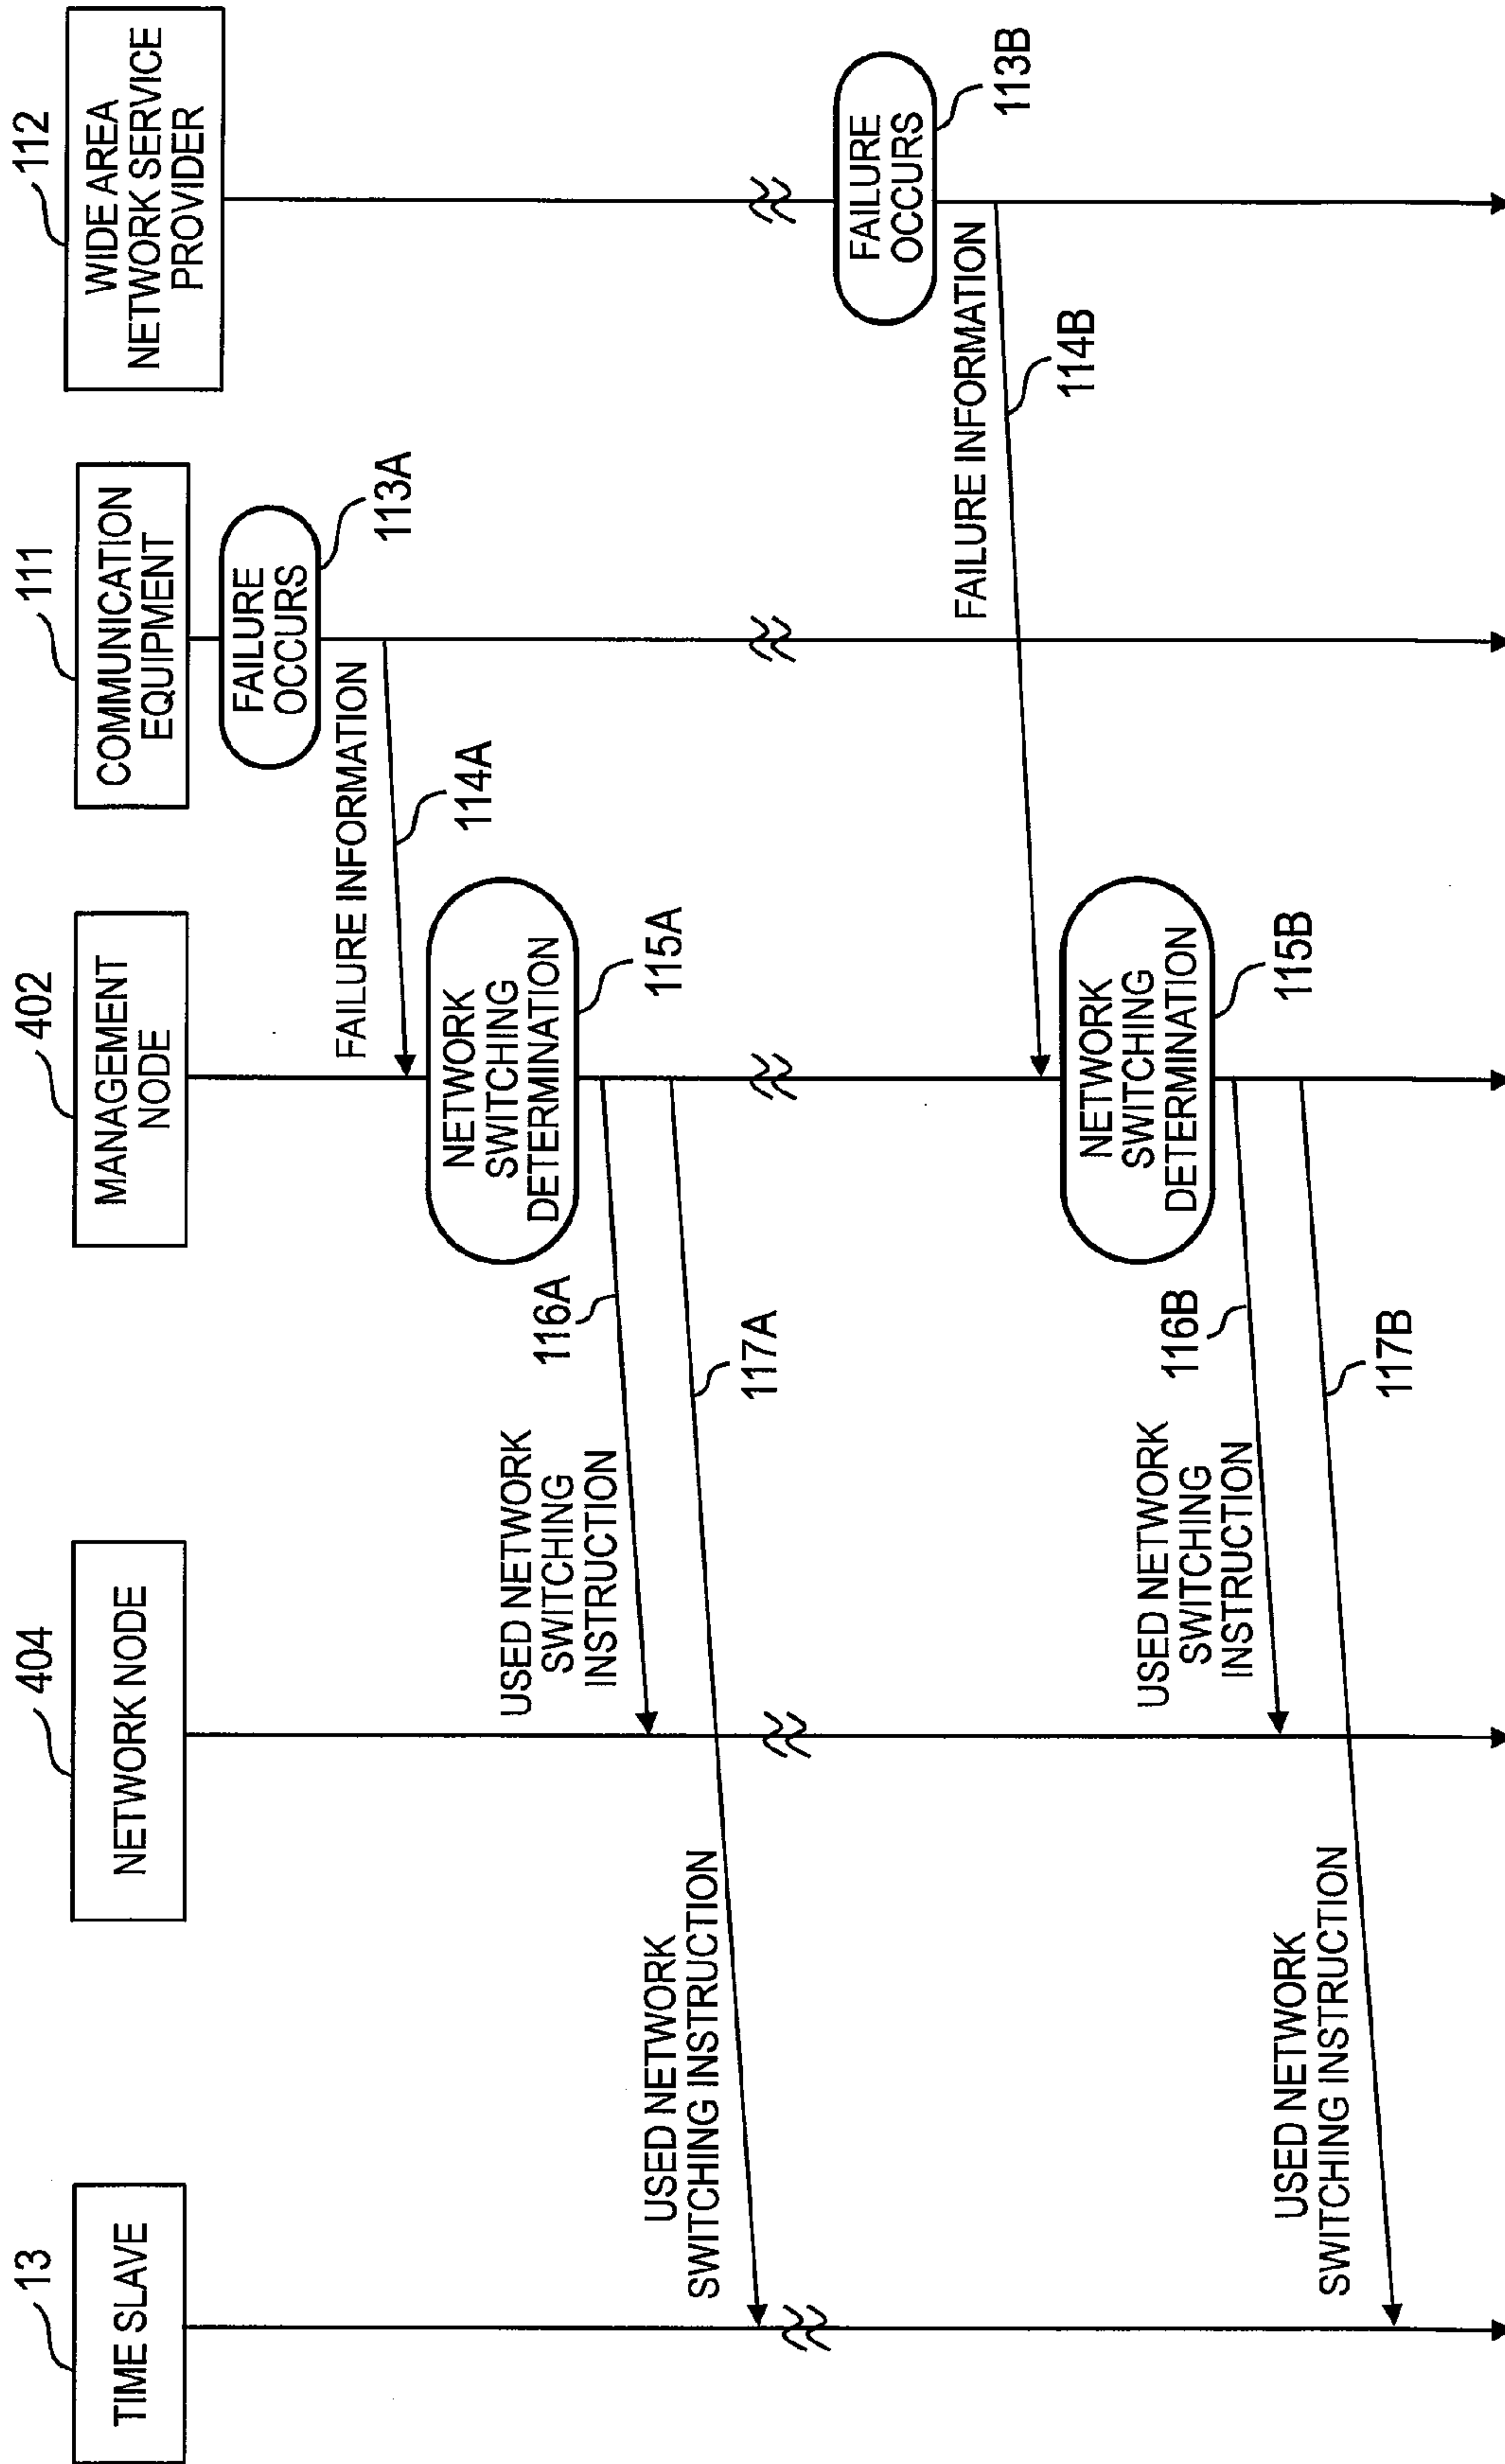 13
TIME SLAVE
404
NETWORK NODE
402
MANAGEMENT
NODE
111
COMMUNICATION
EQUIPMENT
112
WIDE AREA
NETWORK SERVICE
PROVIDER
FAILURE
OCCURS
113A
FAILURE INFORMATION
114A
NETWORK
SWITCHING
DETERMINATION
115A
116A
USED NETWORK
SWITCHING
INSTRUCTION
117A
USED NETWORK
SWITCHING INSTRUCTION
FAILURE
OCCURS
113B
FAILURE INFORMATION
114B
NETWORK
SWITCHING
DETERMINATION
115B
116B
USED NETWORK
SWITCHING
INSTRUCTION
117B
USED NETWORK
SWITCHING INSTRUCTION